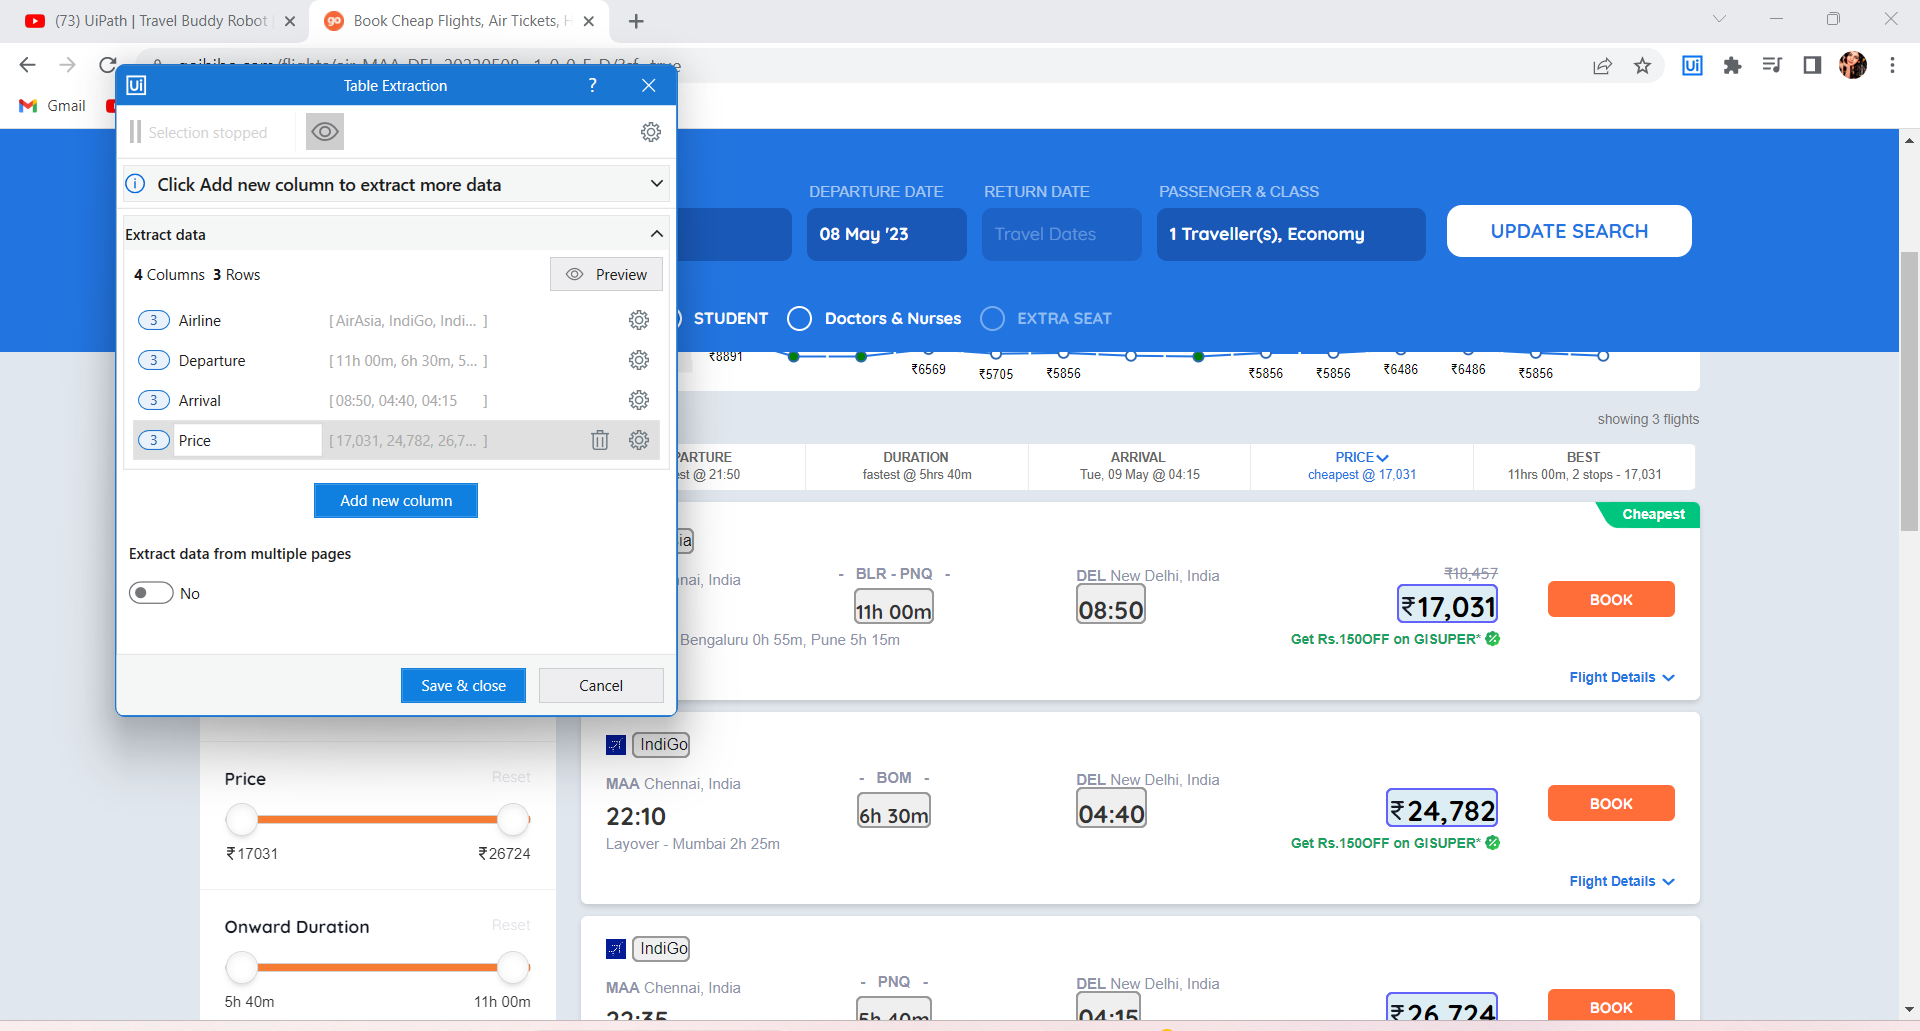 (73) UiPath | Travel Buddy Robot
go Book Cheap Flights, Air Tickets, H
Gmail
Ui Table Extraction ?
Selection stopped
Click Add new column to extract more data
Extract data
4 Columns 3 Rows
Preview
3 Airline [ AirAsia, IndiGo, Indi... ]
3 Departure [ 11h 00m, 6h 30m, 5... ]
3 Arrival [ 08:50, 04:40, 04:15 ]
3 Price [ 17,031, 24,782, 26,7... ]
Add new column
Extract data from multiple pages
No
Save & close Cancel
DEPARTURE DATE RETURN DATE PASSENGER & CLASS
08 May '23 Travel Dates 1 Traveller(s), Economy UPDATE SEARCH
STUDENT Doctors & Nurses EXTRA SEAT
₹8891 ₹6569 ₹5705 ₹5856 ₹5856 ₹5856 ₹6486 ₹6486 ₹5856
showing 3 flights
PARTURE DURATION ARRIVAL PRICE BEST
est @ 21:50 fastest @ 5hrs 40m Tue, 09 May @ 04:15 cheapest @ 17,031 11hrs 00m, 2 stops - 17,031
Cheapest
ia
nai, India - BLR - PNQ - DEL New Delhi, India ₹18,457
11h 00m 08:50 ₹17,031 BOOK
Bengaluru 0h 55m, Pune 5h 15m Get Rs.150OFF on GISUPER*
Flight Details
IndiGo
MAA Chennai, India - BOM - DEL New Delhi, India
22:10 6h 30m 04:40 ₹24,782 BOOK
Layover - Mumbai 2h 25m Get Rs.150OFF on GISUPER*
Flight Details
IndiGo
MAA Chennai, India - PNQ - DEL New Delhi, India
22:35 5h 40m 04:15 ₹26,724 BOOK
Price Reset
₹17031 ₹26724
Onward Duration Reset
5h 40m 11h 00m